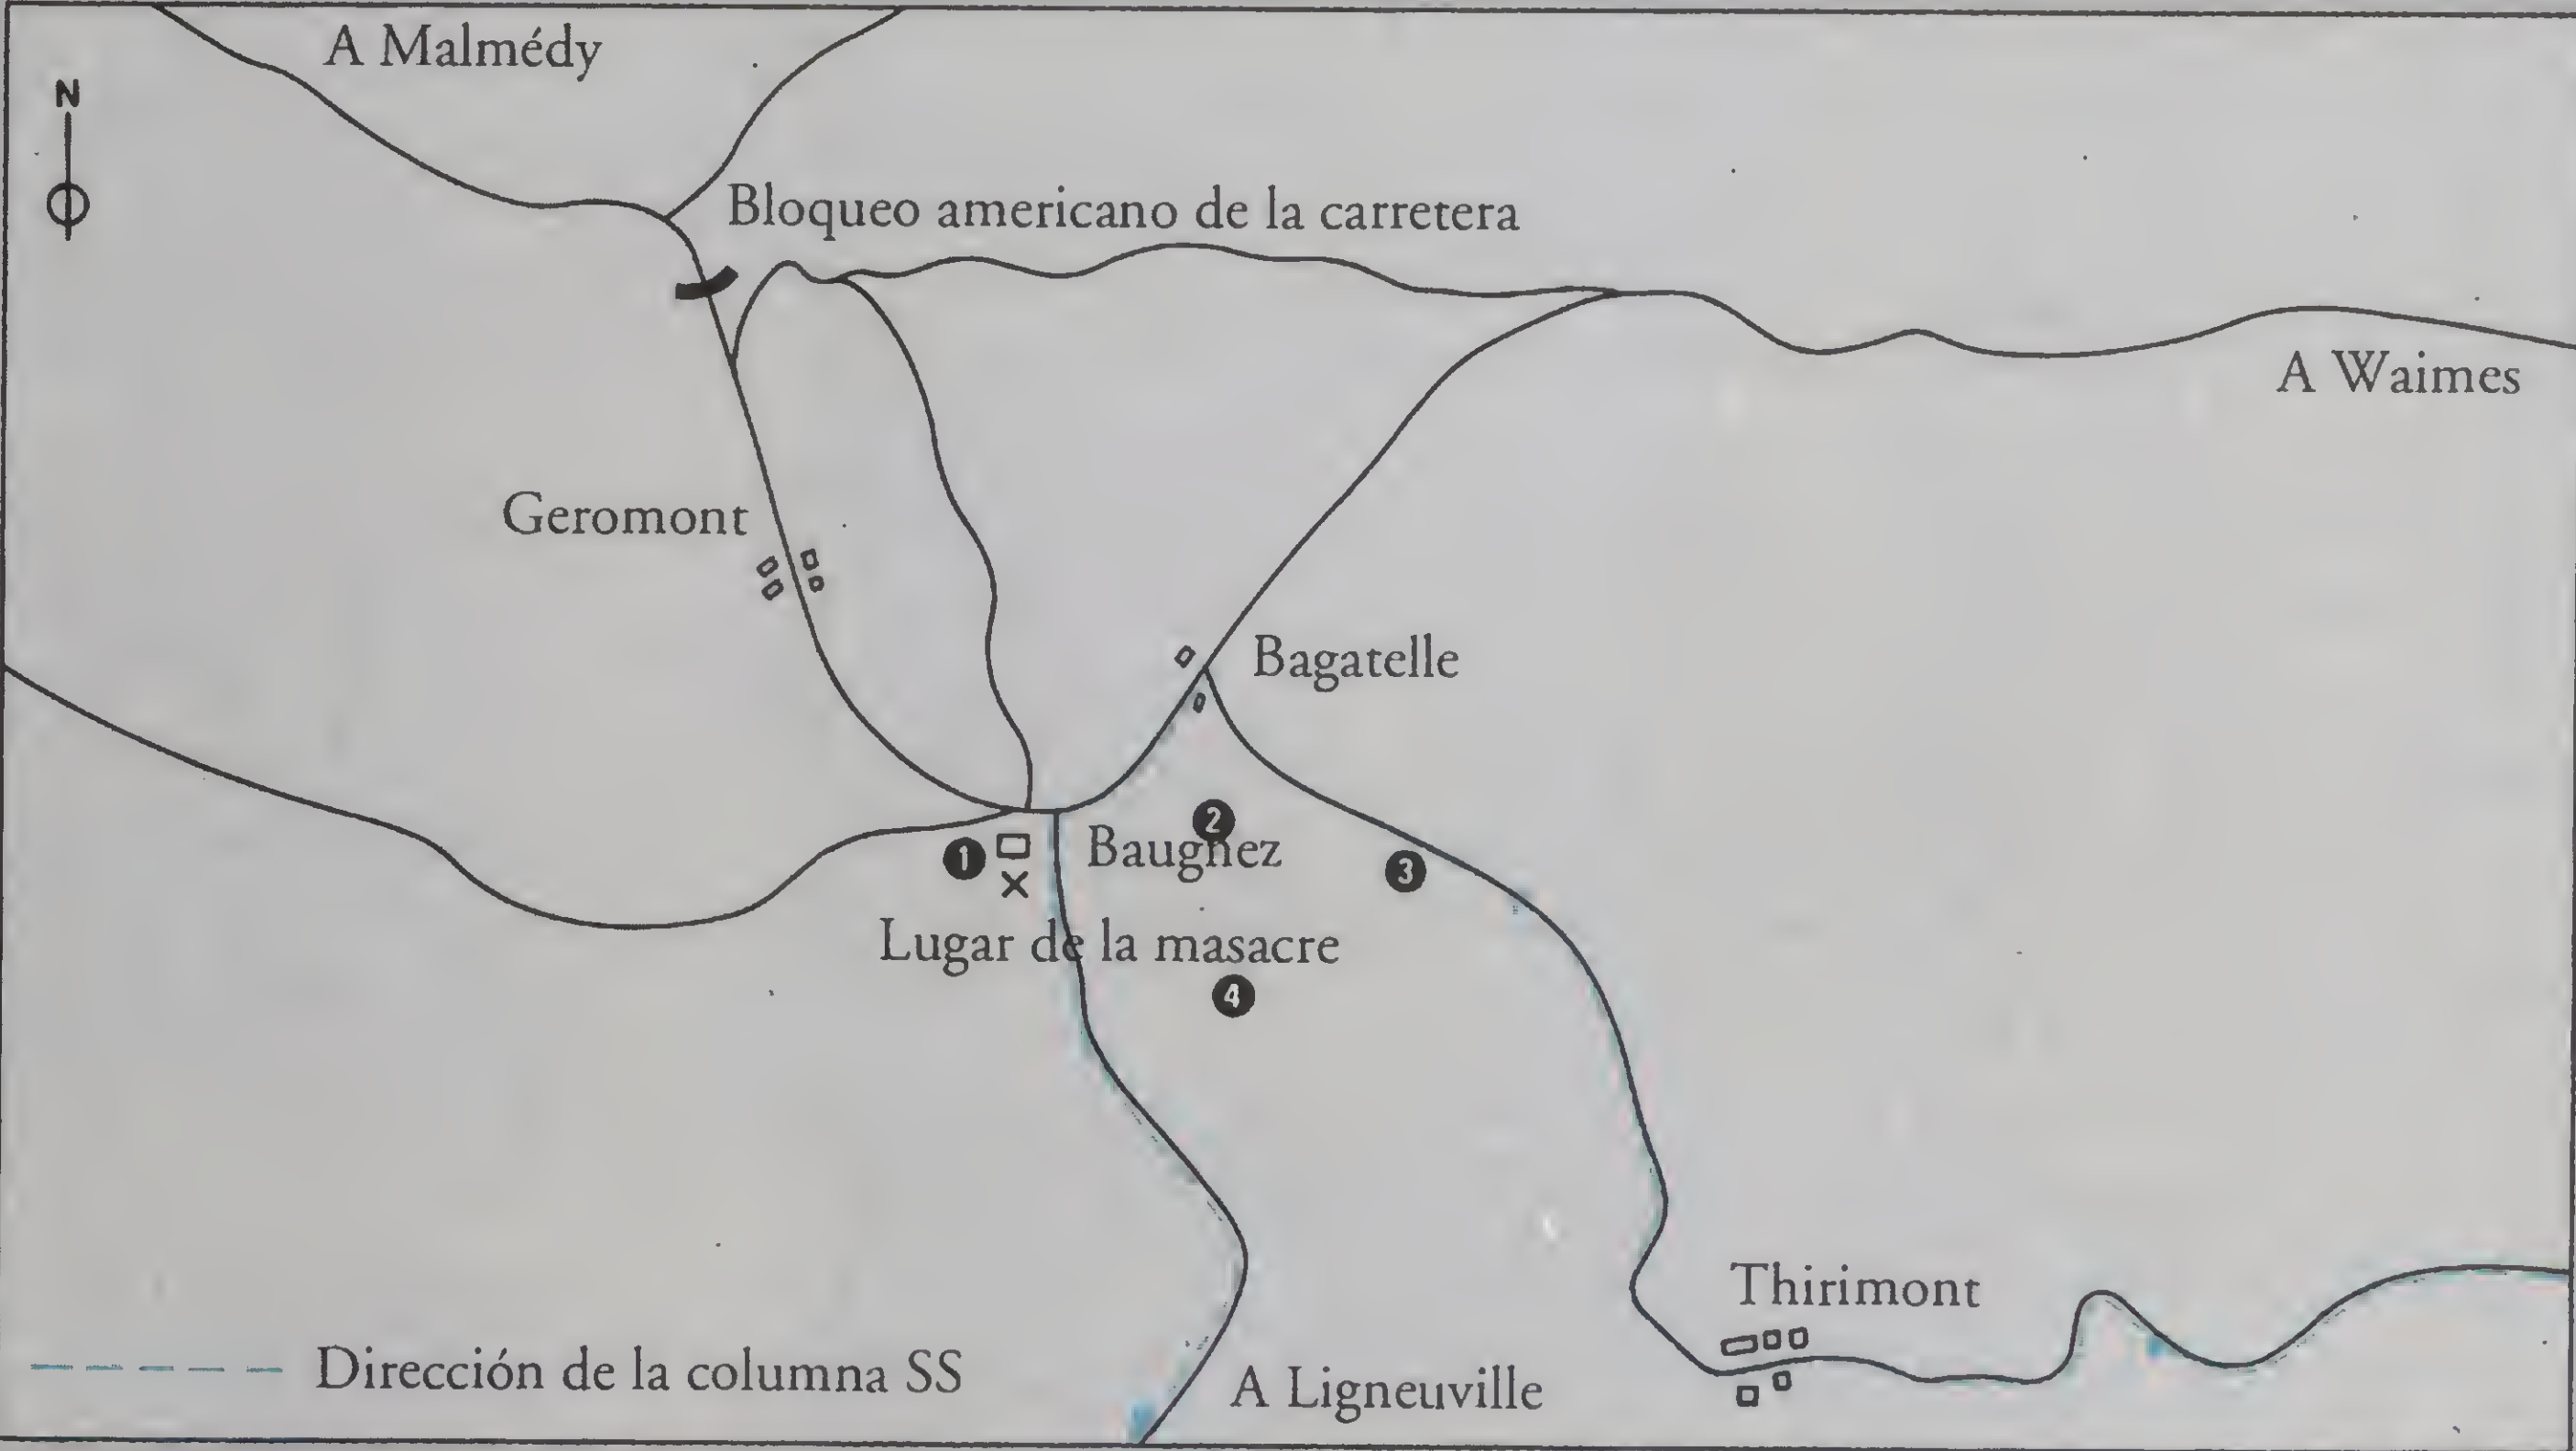 A Malmédy
N
Bloqueo americano de la carretera
A Waimes
Geromont
Bagatelle
2
1
Baugnez
3
Lugar de la masacre
4
Thirimont
Dirección de la columna SS
A Ligneuville